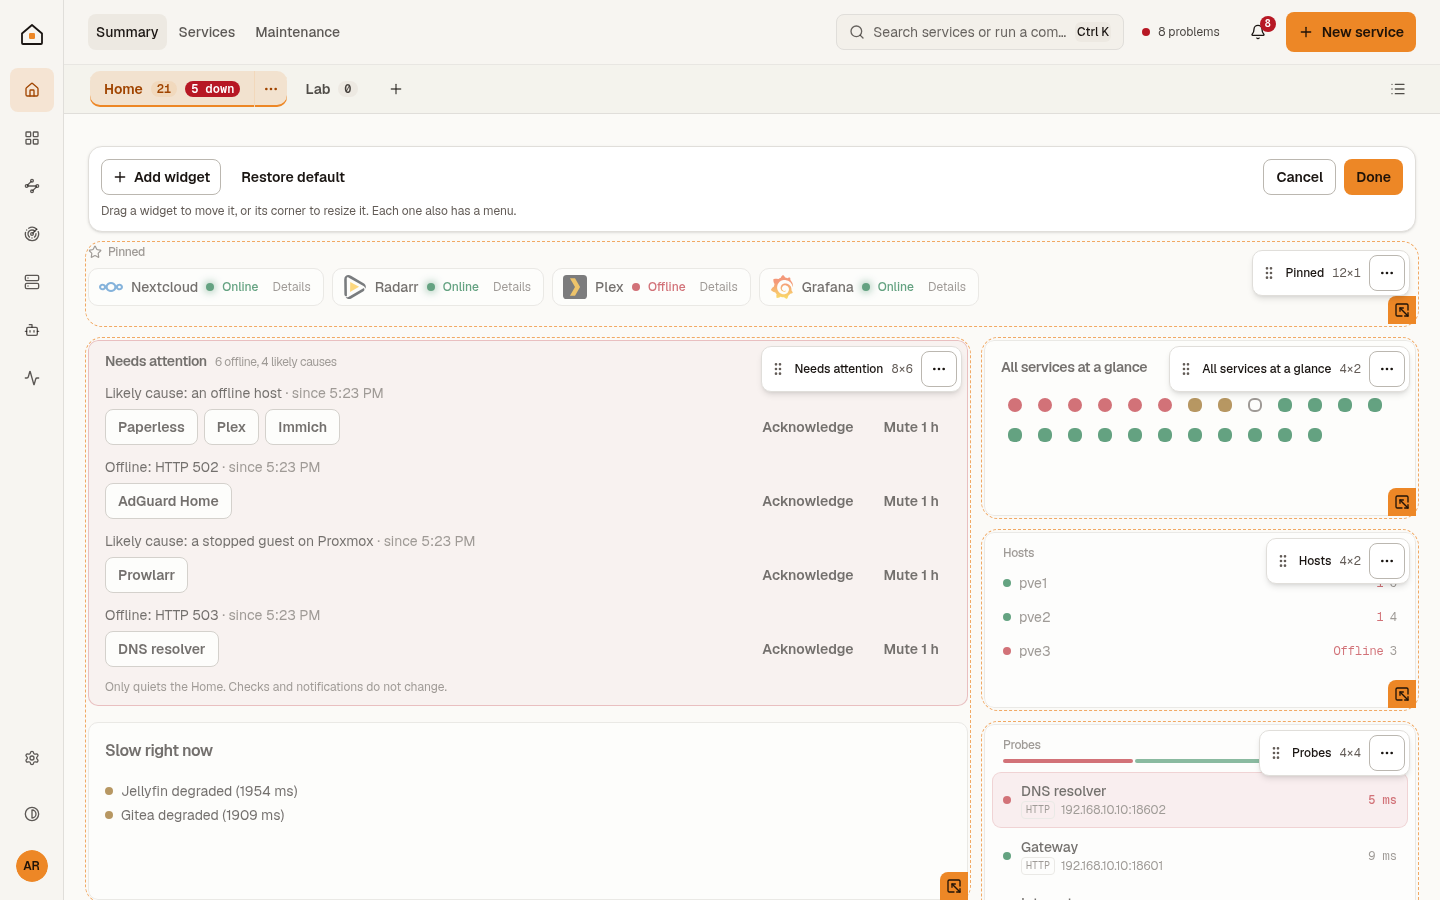 Summary Services Maintenance Search services or run a com... Ctrl K 8 problems 8 New service
Home 21 5 down Lab 0
Add widget Restore default Cancel Done
Drag a widget to move it, or its corner to resize it. Each one also has a menu.
Pinned
Nextcloud Online Details Radarr Online Details Plex Offline Details Grafana Online Details
Pinned 12×1
Needs attention 6 offline, 4 likely causes
Needs attention 8×6
Likely cause: an offline host · since 5:23 PM
Paperless Plex Immich Acknowledge Mute 1 h
Offline: HTTP 502 · since 5:23 PM
AdGuard Home Acknowledge Mute 1 h
Likely cause: a stopped guest on Proxmox · since 5:23 PM
Prowlarr Acknowledge Mute 1 h
Offline: HTTP 503 · since 5:23 PM
DNS resolver Acknowledge Mute 1 h
Only quiets the Home. Checks and notifications do not change.
Slow right now
Jellyfin degraded (1954 ms)
Gitea degraded (1909 ms)
All services at a glance
All services at a glance 4×2
Hosts
Hosts 4×2
pve1
pve2 1 4
pve3 Offline 3
Probes
Probes 4×4
DNS resolver
HTTP 192.168.10.10:18602 5 ms
Gateway
HTTP 192.168.10.10:18601 9 ms
AR